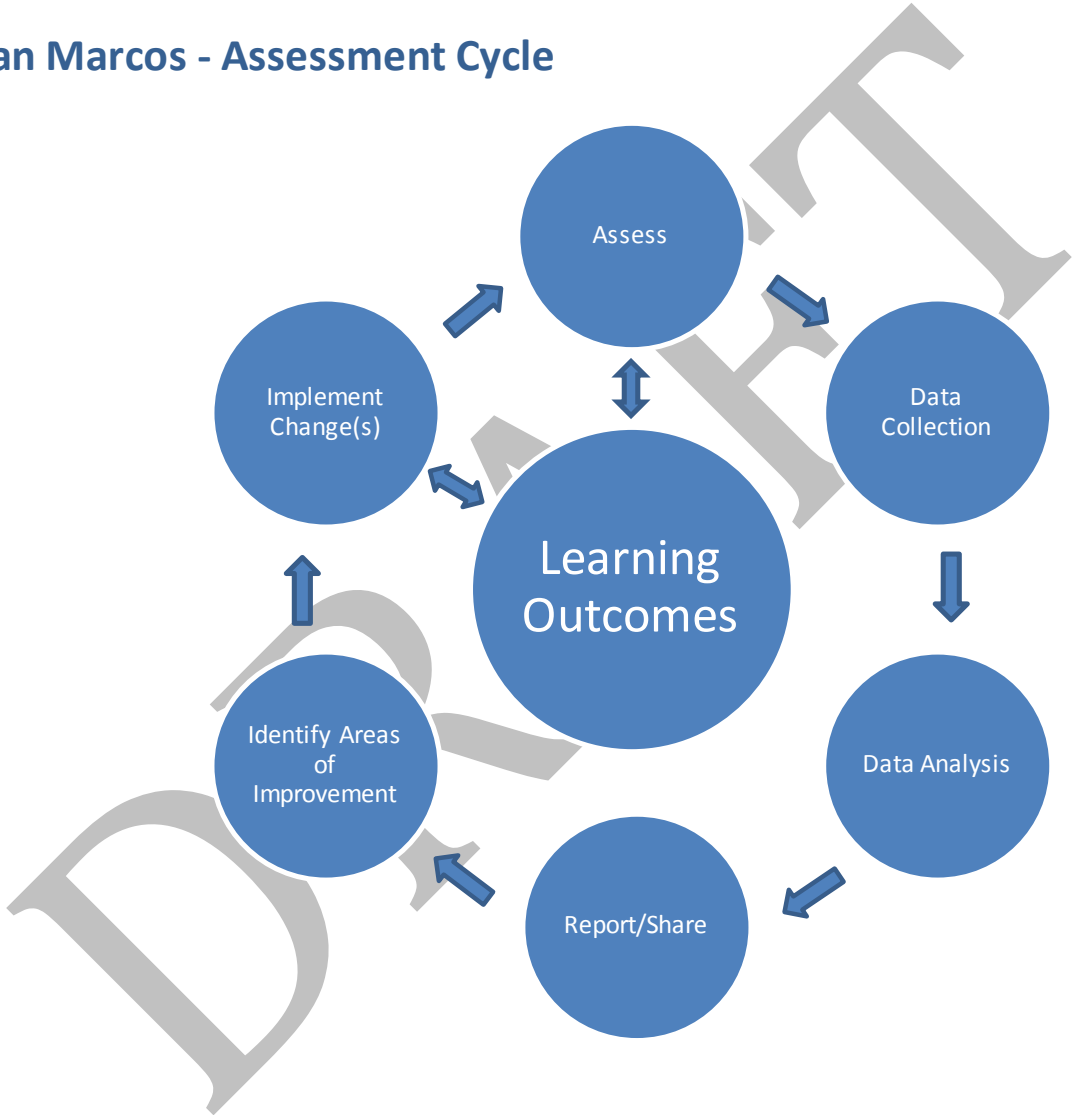 an Marcos - Assessment Cycle
Assess
Data
Collection
Data Analysis
Report/Share
Identify Areas
of
Improvement
Implement
Change(s)
Learning
Outcomes
DRAFT